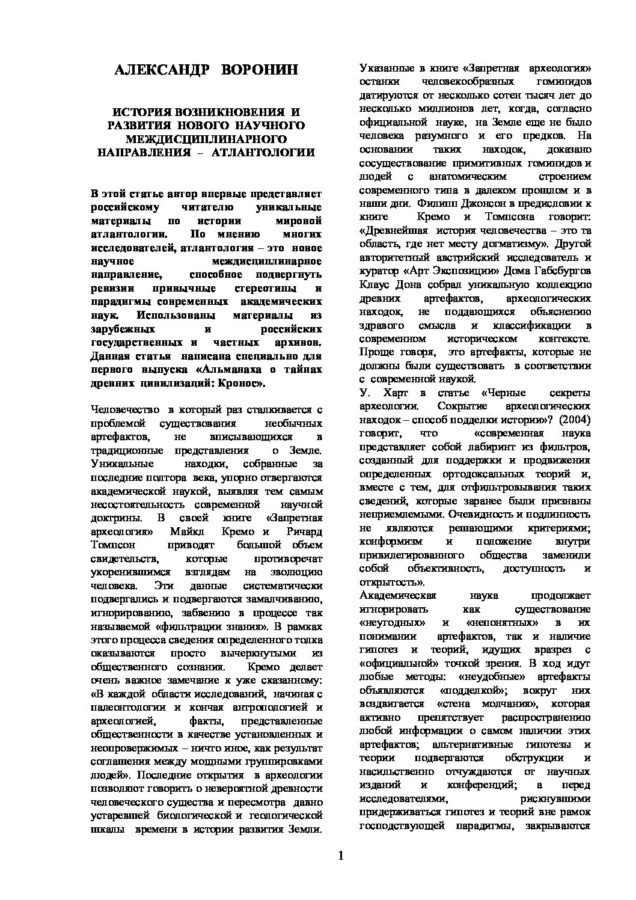 АЛЕКСАНДР ВОРОНИН
ИСТОРИЯ ВОЗНИКНОВЕНИЯ И
РАЗВИТИЯ НОВОГО НАУЧНОГО
МЕЖДИСЦИПЛИНАРНОГО
НАПРАВЛЕНИЯ – АТЛАНТОЛОГИИ
В этой статье автор впервые представляет
российскому читателю уникальные
материалы по истории мировой
атлантологии. По мнению многих
исследователей, атлантология – это новое
научное междисциплинарное
направление, способное подвергнуть
ревизии привычные стереотипы и
парадигмы современных академических
наук. Использованы материалы из
зарубежных и российских
государственных и частных архивов.
Данная статья написана специально для
первого выпуска «Альманаха о тайнах
древних цивилизаций: Кронос».
Человечество в который раз сталкивается с
проблемой существования необычных
артефактов, не вписывающихся в
традиционные представления о Земле.
Уникальные находки, собранные за
последние полтора века, упорно отвергаются
академической наукой, выявляя тем самым
несостоятельность современной научной
доктрины. В своей книге «Запретная
археология» Майкл Кремо и Ричард
Томпсон приводят большой объем
свидетельств, которые противоречат
укоренившимся взглядам на эволюцию
человека. Эти данные систематически
подвергались и подвергаются замалчиванию,
игнорированию, забвению в процессе так
называемой «фильтрации знания». В рамках
этого процесса сведения определенного толка
оказываются просто вычеркнутыми из
общественного сознания. Кремо делает
очень важное замечание к уже сказанному:
«В каждой области исследований, начиная с
палеонтологии и кончая антропологией и
археологией, факты, представленные
общественности в качестве установленных и
неопровержимых – ничто иное, как результат
соглашения между мощными группировками
людей». Последние открытия в археологии
позволяют говорить о невероятной древности
человеческого существа и пересмотра давно
устаревшей биологической и геологической
шкалы времени в истории развития Земли.
Указанные в книге «Запретная археология»
останки человекообразных гоминидов
датируются от несколько сотен тысяч лет до
несколько миллионов лет, когда, согласно
официальной науке, на Земле еще не было
человека разумного и его предков. На
основании таких находок, доказано
сосуществование примитивных гоминидов и
людей с анатомическим строением
современного типа в далеком прошлом и в
наши дни. Филипп Джонсон в предисловии к
книге Кремо и Томпсона говорит:
«Древнейшая история человечества – это та
область, где нет месту догматизму». Другой
авторитетный австрийский исследователь и
куратор «Арт Экспозиции» Дома Габсбургов
Клаус Дона собрал уникальную коллекцию
древних артефактов, археологических
находок, не поддающихся объяснению
здравого смысла и классификации в
современном историческом контексте.
Проще говоря, это артефакты, которые не
должны были существовать в соответствии
с современной наукой.
У. Харт в статье «Черные секреты
археологии. Сокрытие археологических
находок – способ подделки истории»? (2004)
говорит, что «современная наука
представляет собой лабиринт из фильтров,
созданный для поддержки и продвижения
определенных ортодоксальных теорий и,
вместе с тем, для отфильтровывания таких
сведений, которые заранее были признаны
неприемлемыми. Очевидность и подлинность
не являются решающими критериями;
конформизм и положение внутри
привилегированного общества заменили
собой объективность, доступность и
открытость».
Академическая наука продолжает
игнорировать как существование
«неугодных» и «непонятных» в их
понимании артефактов, так и наличие
гипотез и теорий, идущих вразрез с
«официальной» точкой зрения. В ход идут
любые методы: «неудобные» артефакты
объявляются «подделкой»; вокруг них
воздвигается «стена молчания», которая
активно препятствует распространению
любой информации о самом наличии этих
артефактов; альтернативные гипотезы и
теории подвергаются обструкции и
насильственно отчуждаются от научных
изданий и конференций; а перед
исследователями, рискнувшими
придерживаться гипотез и теорий вне рамок
господствующей парадигмы, закрываются
1